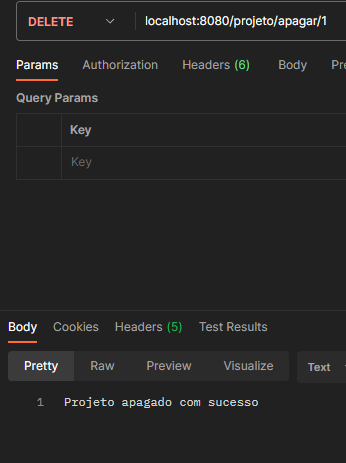 DELETE localhost:8080/projeto/apagar/1
Params Authorization Headers (6) Body Pre
Query Params
Key
Key
Body Cookies Headers (5) Test Results
Pretty Raw Preview Visualize Text
1 Projeto apagado com sucesso